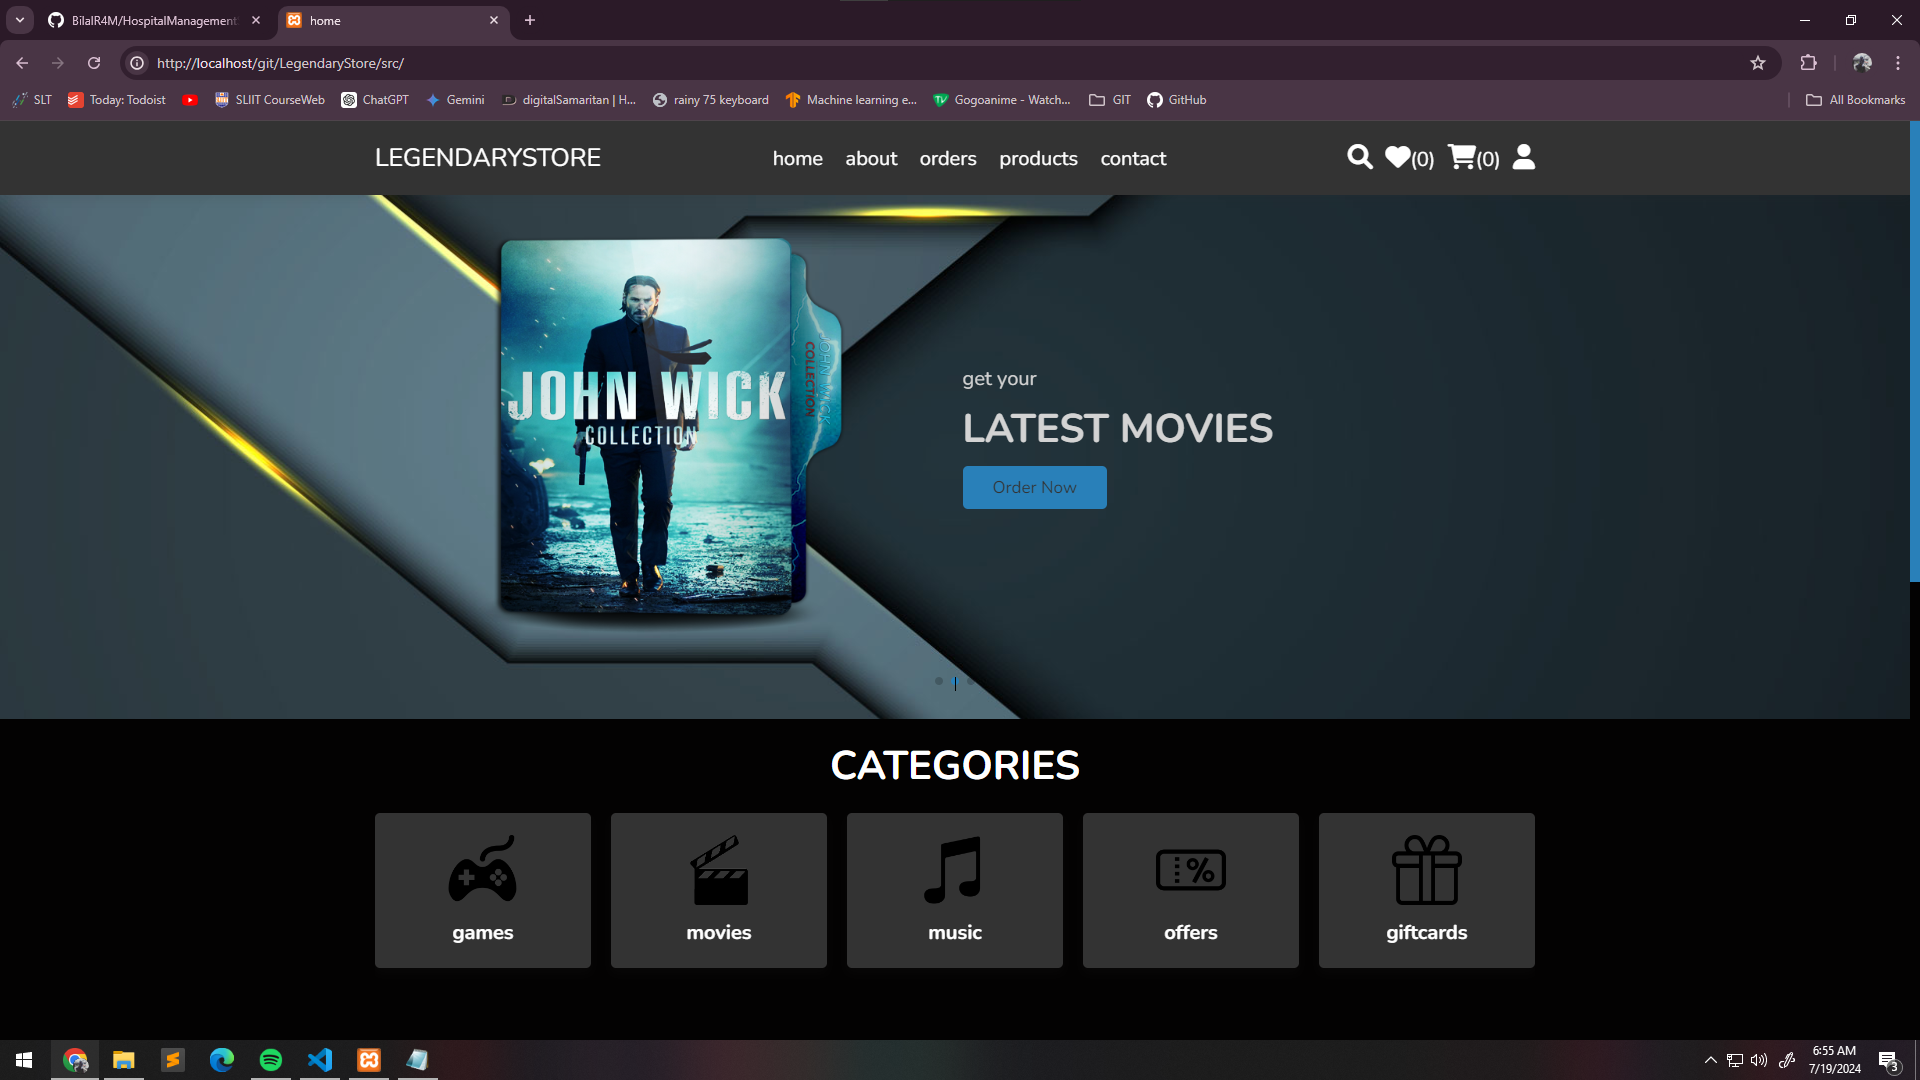 BilalR4M/HospitalManagement
home
http://localhost/git/LegendaryStore/src/
SLT
Today: Todoist
SLIIT CourseWeb
ChatGPT
Gemini
digitalSamaritan | H...
rainy 75 keyboard
Machine learning e...
Gogoanime - Watch...
GIT
GitHub
All Bookmarks
LEGENDARYSTORE
home about orders products contact
(0) (0)
JOHN WICK
COLLECTION
JOHN WICK
COLLECTION
get your
LATEST MOVIES
Order Now
CATEGORIES
games
movies
music
%
offers
giftcards
6:55 AM
7/19/2024
3